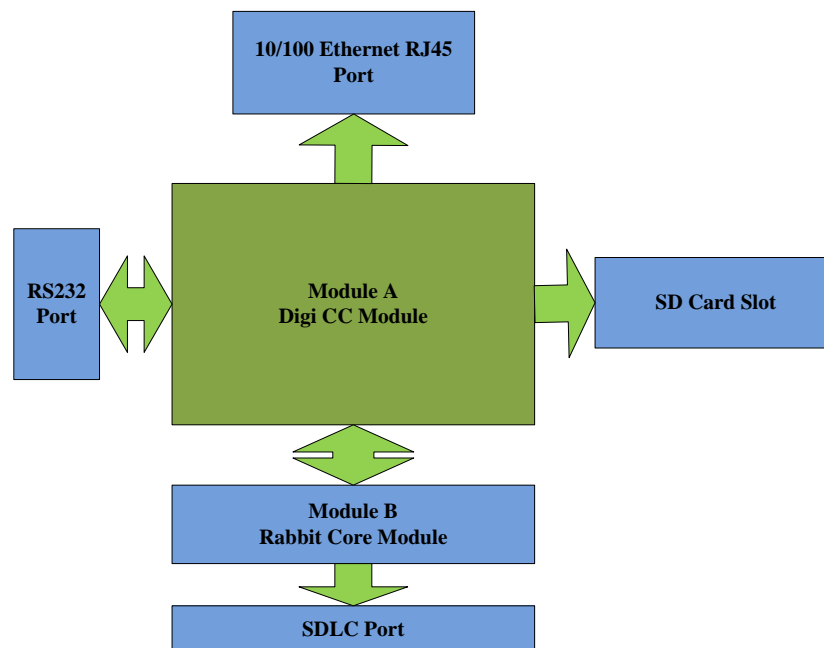 10/100 Ethernet RJ45
Port
RS232
Port
Module A
Digi CC Module
SD Card Slot
Module B
Rabbit Core Module
SDLC Port